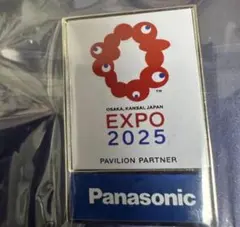 OSAKA, KANSAI, JAPAN
EXPO
2025
PAVILION PARTNER
Panasonic